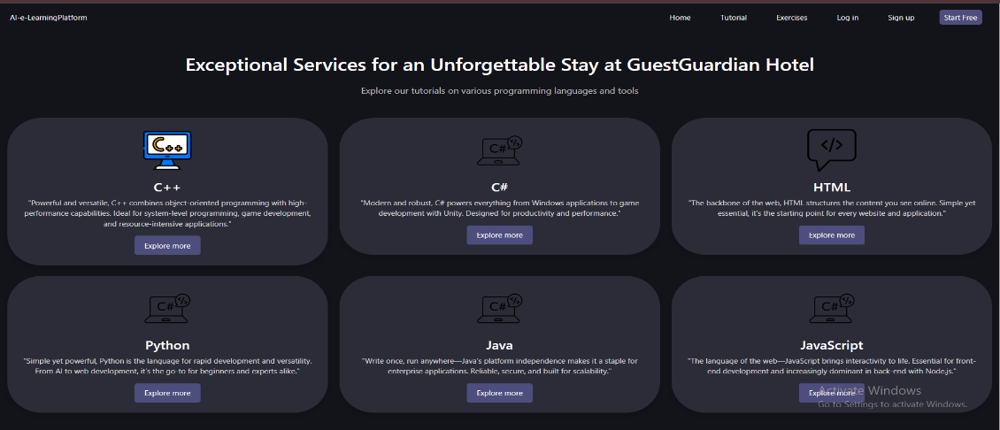 AI-e-LearningPlatform
Home
Tutorial
Exercises
Log in
Sign up
Start Free
Exceptional Services for an Unforgettable Stay at GuestGuardian Hotel
Explore our tutorials on various programming languages and tools
C++
C++
"Powerful and versatile, C++ combines object-oriented programming with high-
performance capabilities. Ideal for system-level programming, game development,
and resource-intensive applications."
Explore more
C# </>
C#
"Modern and robust, C# powers everything from Windows applications to game
development with Unity. Designed for productivity and performance."
Explore more
</>
HTML
"The backbone of the web, HTML structures the content you see online. Simple yet
essential, it's the starting point for every website and application."
Explore more
C# </>
Python
"Simple yet powerful, Python is the language for rapid development and versatility.
From AI to web development, it's the go-to for beginners and experts alike."
Explore more
C# </>
Java
"Write once, run anywhere—Java's platform independence makes it a staple for
enterprise applications. Reliable, secure, and built for scalability."
Explore more
C# </>
JavaScript
"The language of the web—JavaScript brings interactivity to life. Essential for front-
end development and increasingly dominant in back-end with Node.js."
Explore more
Activate Windows
Go to Settings to activate Windows.